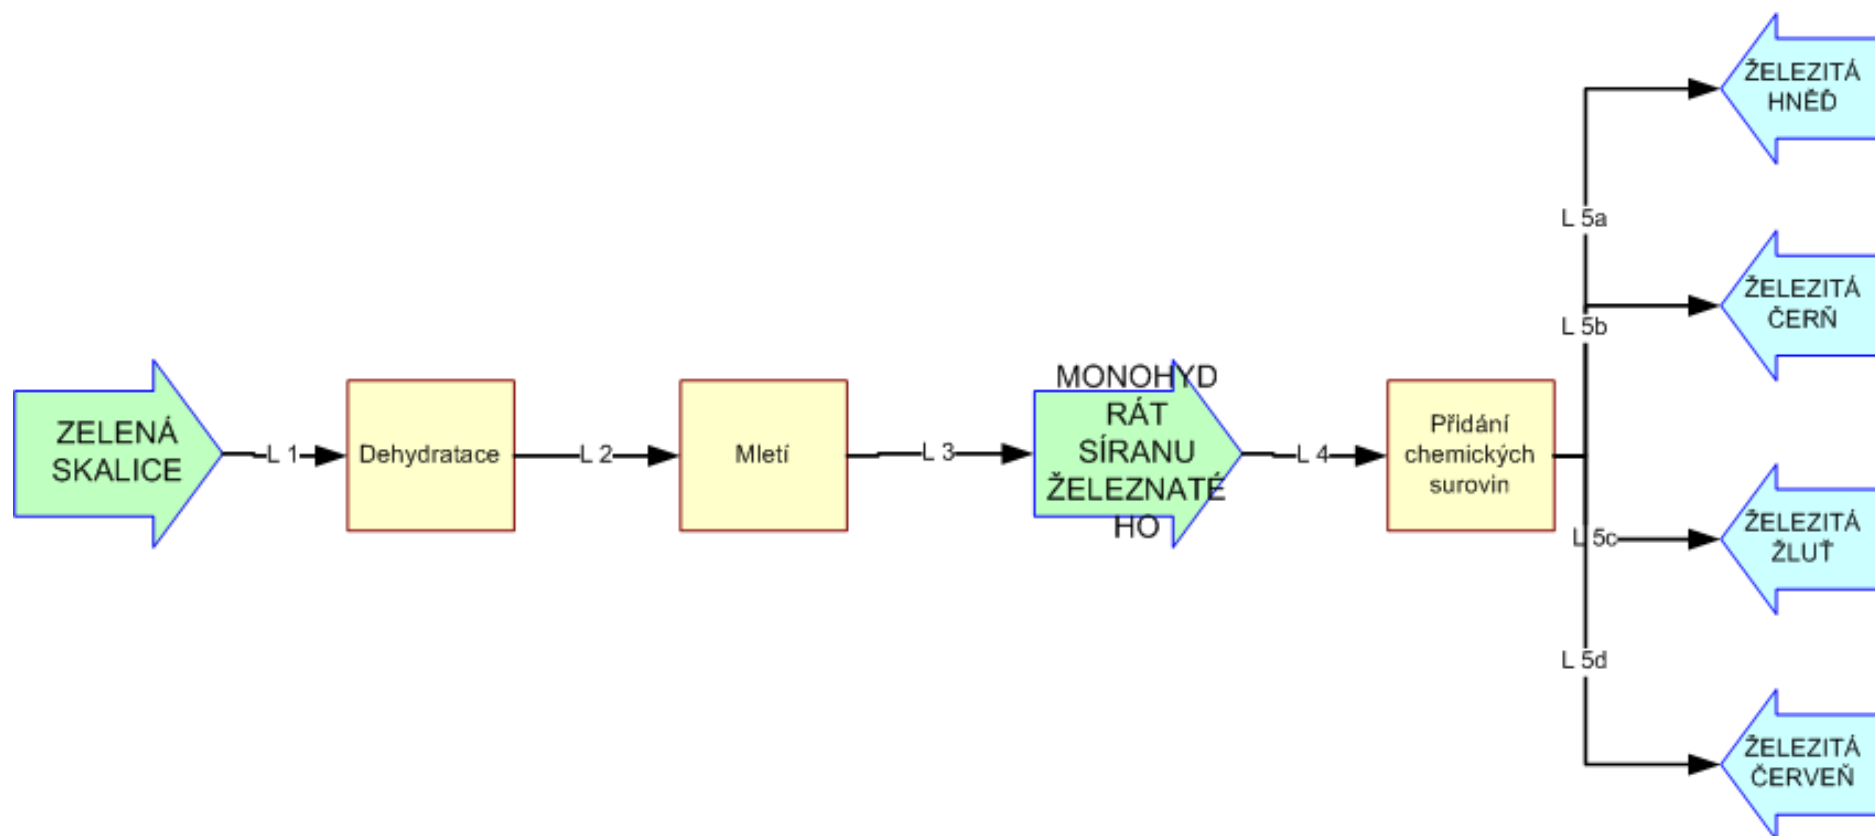 ZELENÁ
SKALICE
L 1
Dehydratace
L 2
Mletí
L 3
MONOHYD
RÁT
SÍRANU
ŽELEZNATÉ
HO
L 4
Přidání
chemických
surovin
L 5a
L 5b
L 5c
L 5d
ŽELEZITÁ
HNĚĎ
ŽELEZITÁ
ČERŇ
ŽELEZITÁ
ŽLUŤ
ŽELEZITÁ
ČERVEŇ